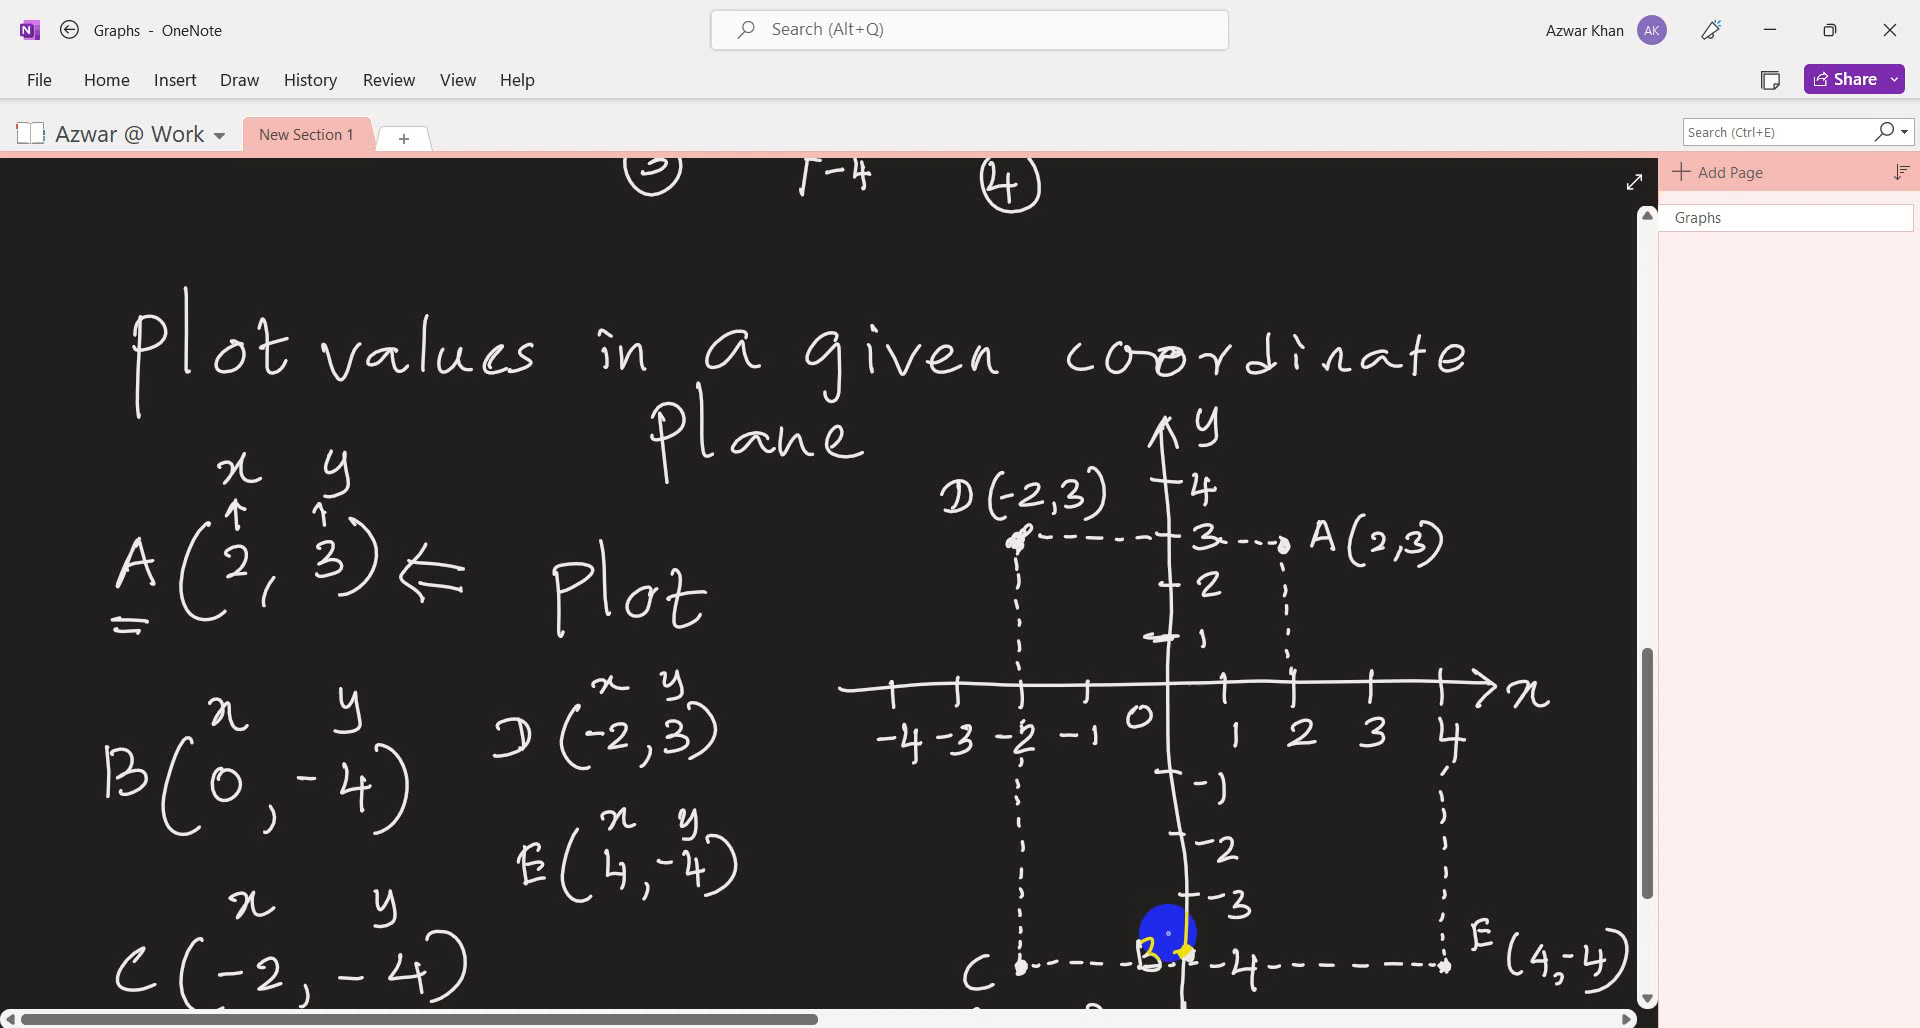 Graphs - OneNote
Search (Alt+Q)
Azwar Khan AK
File Home Insert Draw History Review View Help
Share
Azwar @ Work
New Section 1
+
Search (Ctrl+E)
Add Page
Graphs
3 -4 4
Plot values in a given coordinate
Plane
x y
A (2, 3) ⇐ Plot
x y
B (0, -4)
x y
C (-2, -4)
x y
D (-2, 3)
x y
E (4, -4)
y
4
D (-2,3)
3
A (2,3)
2
1
x
-4 -3 -2 -1 0 1 2 3 4
-1
-2
-3
C B -4 E (4,-4)